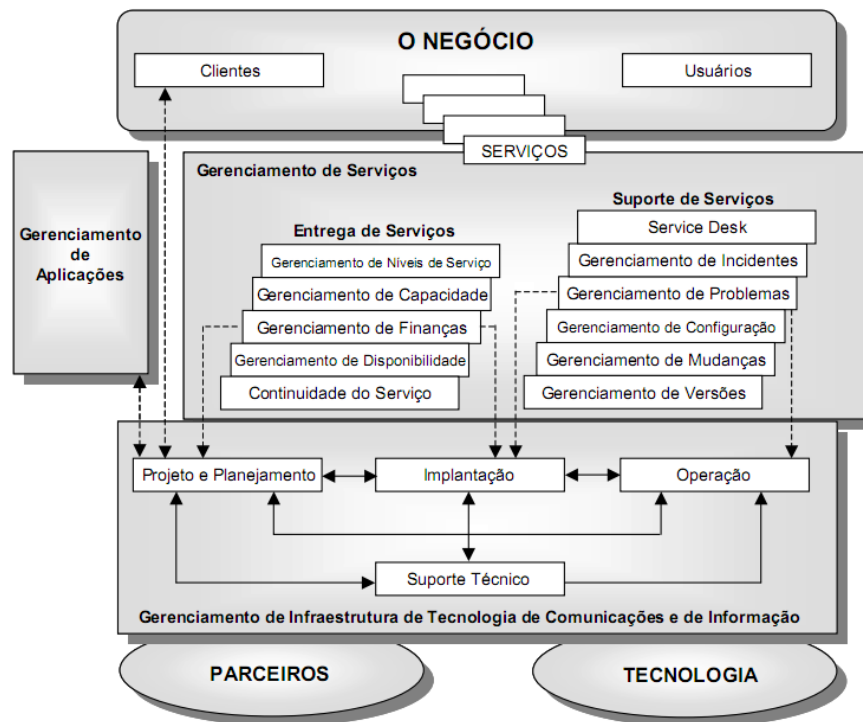 O NEGÓCIO
Clientes
Usuários
SERVIÇOS
Gerenciamento
de
Aplicações
Gerenciamento de Serviços
Entrega de Serviços
Gerenciamento de Níveis de Serviço
Gerenciamento de Capacidade
Gerenciamento de Finanças
Gerenciamento de Disponibilidade
Continuidade do Serviço
Suporte de Serviços
Service Desk
Gerenciamento de Incidentes
Gerenciamento de Problemas
Gerenciamento de Configuração
Gerenciamento de Mudanças
Gerenciamento de Versões
Projeto e Planejamento
Implantação
Operação
Suporte Técnico
Gerenciamento de Infraestrutura de Tecnologia de Comunicações e de Informação
PARCEIROS
TECNOLOGIA